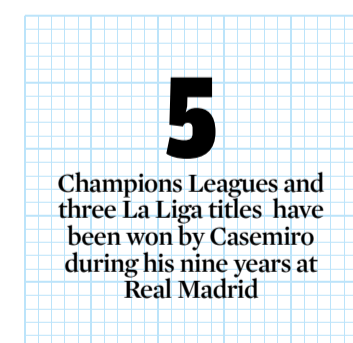 5
Champions Leagues and
three La Liga titles  have
been won by Casemiro
during his nine years at
Real Madrid